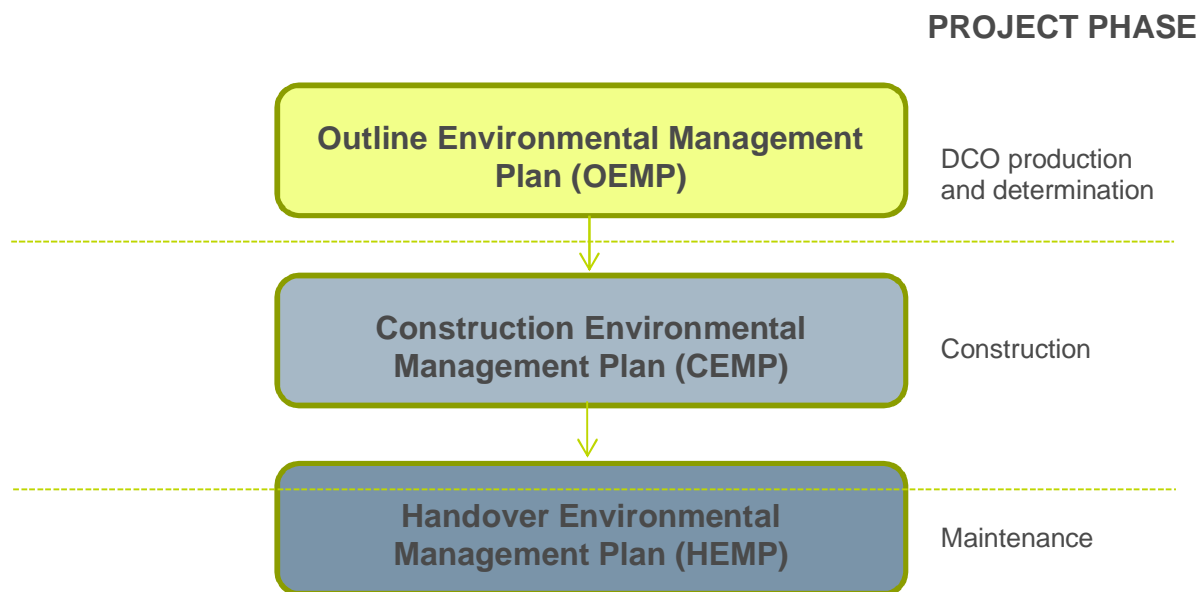 PROJECT PHASE
Outline Environmental Management
Plan (OEMP)
DCO production
and determination
Construction Environmental
Management Plan (CEMP)
Construction
Handover Environmental
Management Plan (HEMP)
Maintenance